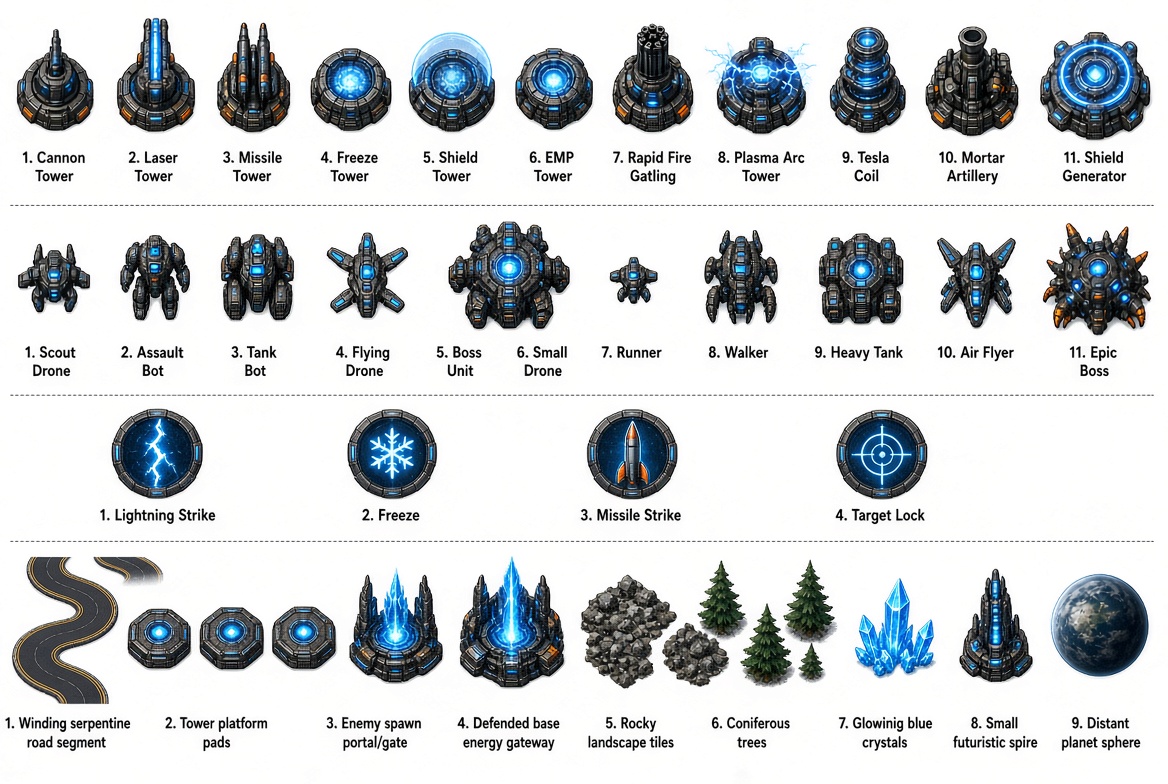 1. Cannon
Tower
2. Laser
Tower
3. Missile
Tower
4. Freeze
Tower
5. Shield
Tower
6. EMP
Tower
7. Rapid Fire
Gatling
8. Plasma Arc
Tower
9. Tesla
Coil
10. Mortar
Artillery
11. Shield
Generator
1. Scout
Drone
2. Assault
Bot
3. Tank
Bot
4. Flying
Drone
5. Boss
Unit
6. Small
Drone
7. Runner
8. Walker
9. Heavy Tank
10. Air Flyer
11. Epic
Boss
1. Lightning Strike
2. Freeze
3. Missile Strike
4. Target Lock
1. Winding serpentine
road segment
2. Tower platform
pads
3. Enemy spawn
portal/gate
4. Defended base
energy gateway
5. Rocky
landscape tiles
6. Coniferous
trees
7. Glowinig blue
crystals
8. Small
futuristic spire
9. Distant
planet sphere